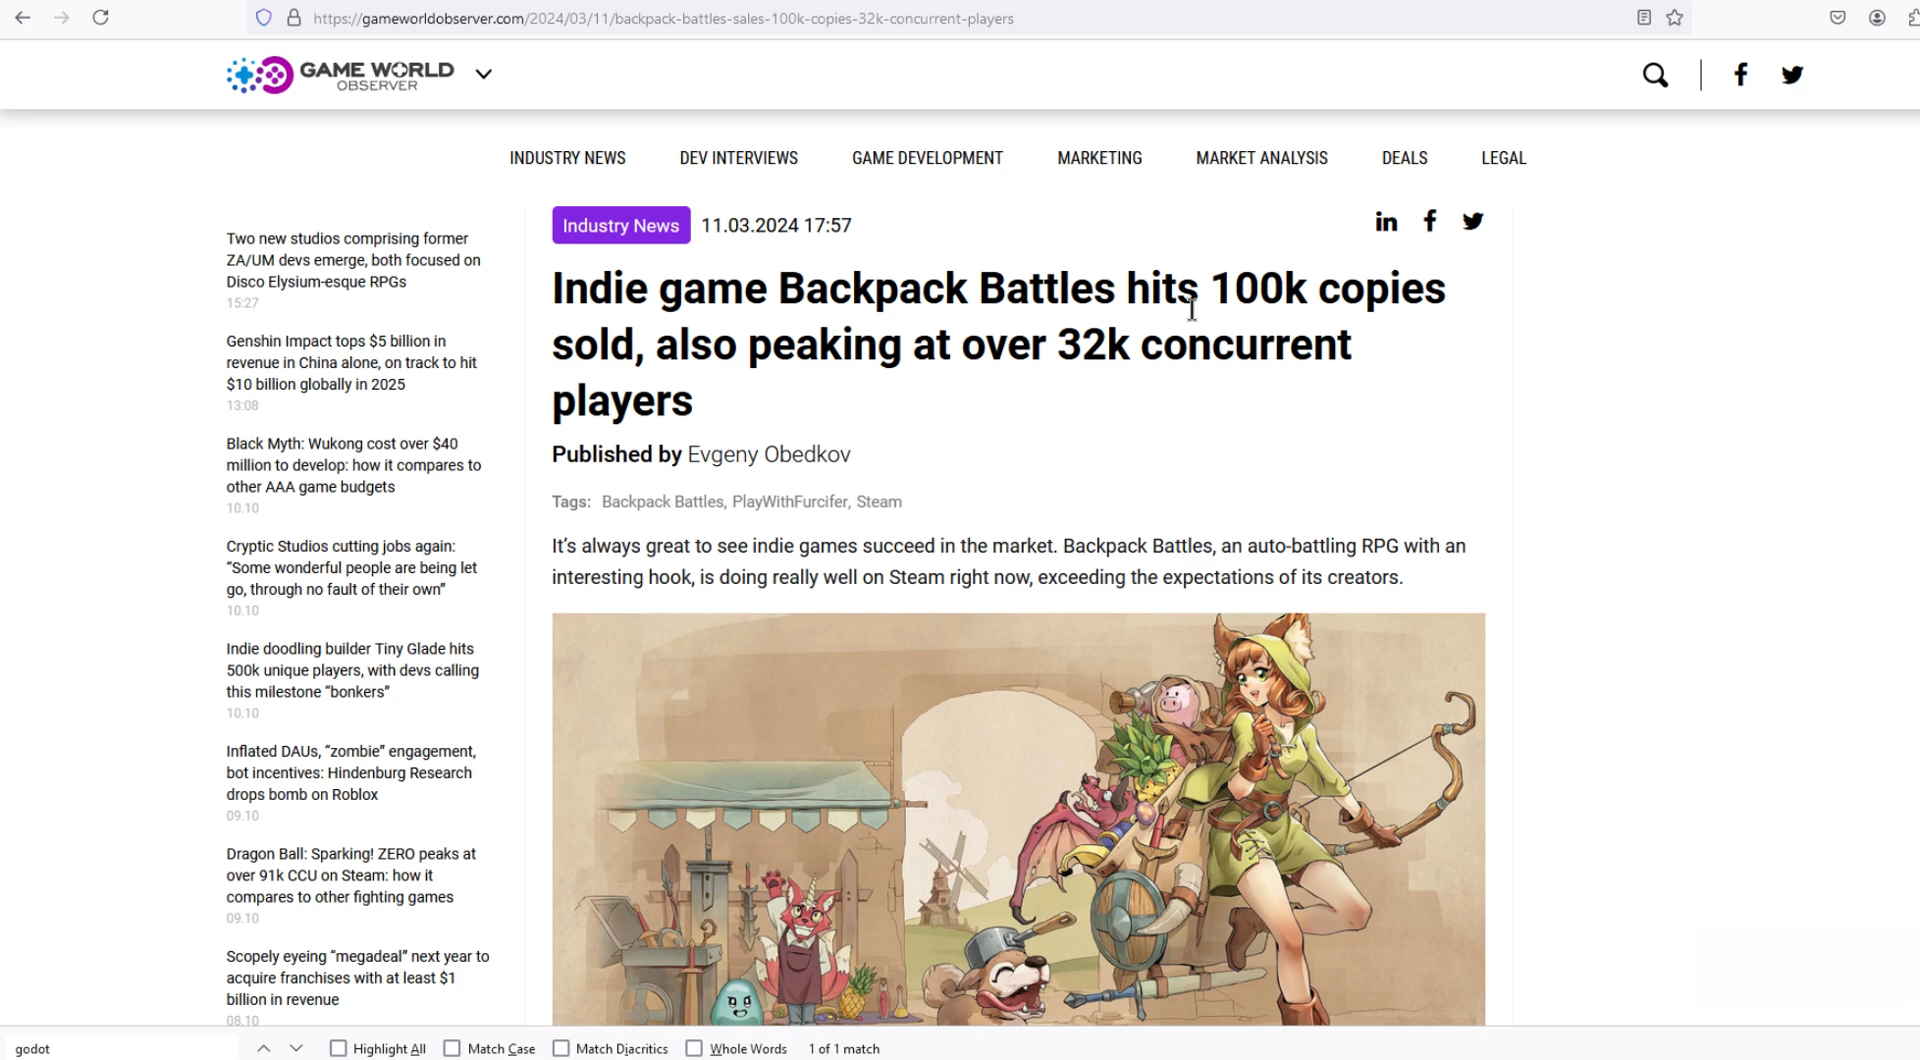 https://gameworldobserver.com/2024/03/11/backpack-battles-sales-100k-copies-32k-concurrent-players
GAME WORLD
OBSERVER
INDUSTRY NEWS DEV INTERVIEWS GAME DEVELOPMENT MARKETING MARKET ANALYSIS DEALS LEGAL
Two new studios comprising former
ZA/UM devs emerge, both focused on
Disco Elysium-esque RPGs
15:27
Genshin Impact tops $5 billion in
revenue in China alone, on track to hit
$10 billion globally in 2025
13:08
Black Myth: Wukong cost over $40
million to develop: how it compares to
other AAA game budgets
10.10
Cryptic Studios cutting jobs again:
“Some wonderful people are being let
go, through no fault of their own”
10.10
Indie doodling builder Tiny Glade hits
500k unique players, with devs calling
this milestone “bonkers”
10.10
Inflated DAUs, “zombie” engagement,
bot incentives: Hindenburg Research
drops bomb on Roblox
09.10
Dragon Ball: Sparking! ZERO peaks at
over 91k CCU on Steam: how it
compares to other fighting games
09.10
Scopely eyeing “megadeal” next year to
acquire franchises with at least $1
billion in revenue
08.10
Industry News 11.03.2024 17:57
Indie game Backpack Battles hits 100k copies
sold, also peaking at over 32k concurrent
players
Published by Evgeny Obedkov
Tags: Backpack Battles, PlayWithFurcifer, Steam
It’s always great to see indie games succeed in the market. Backpack Battles, an auto-battling RPG with an
interesting hook, is doing really well on Steam right now, exceeding the expectations of its creators.
godot Highlight All Match Case Match Diacritics Whole Words 1 of 1 match